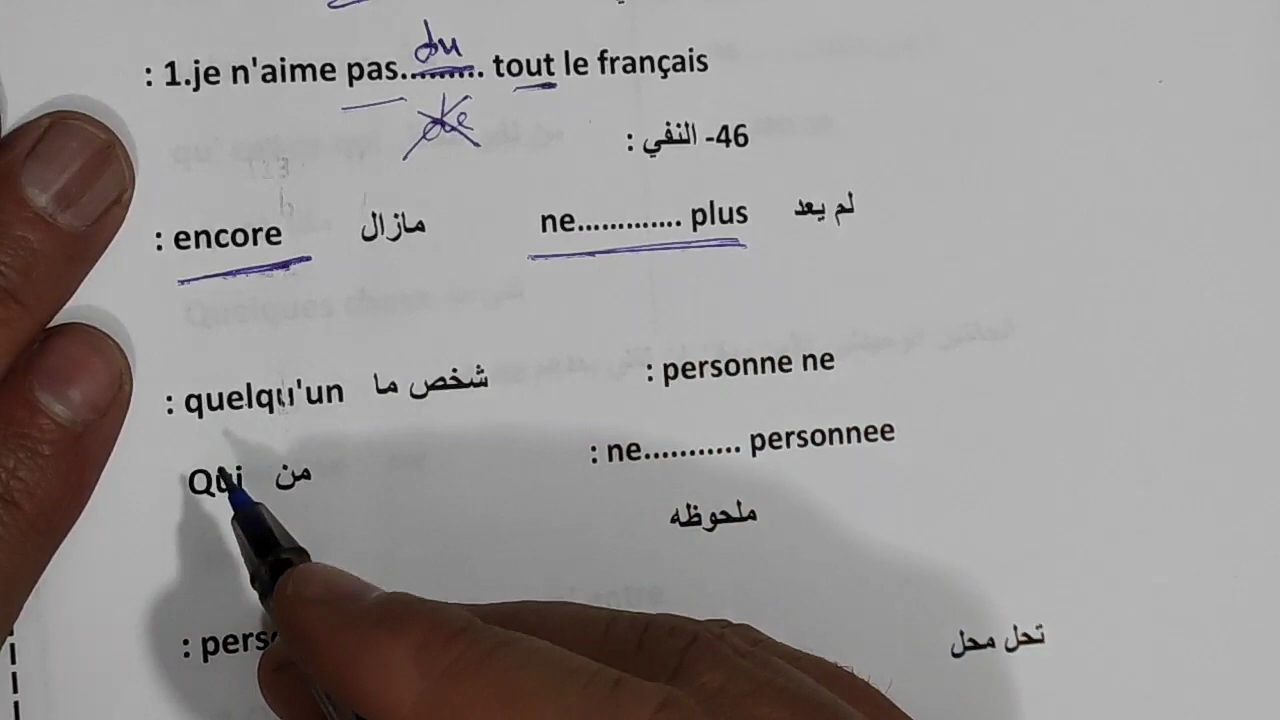 du
: 1.je n'aime pas......... tout le français
de
46- النفي :
: encore مازال ne............. plus لم يعد
: quelqu'un شخص ما : personne ne
: ne........... personnee
Qui من
ملحوظه
تحل محل